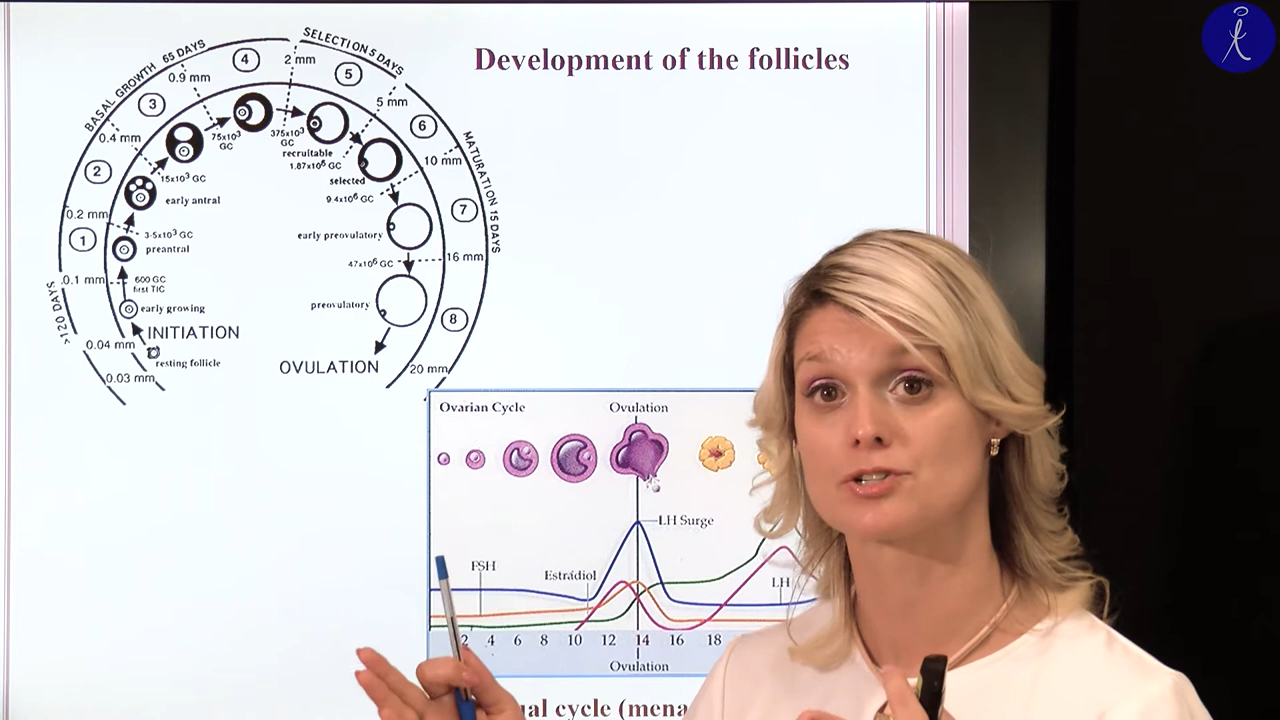 Development of the follicles
BASAL GROWTH 65 DAYS
SELECTION 5 DAYS
MATURATION 15 DAYS
>120 DAYS
0.03 mm
0.04 mm
0.1 mm
0.2 mm
0.4 mm
0.9 mm
2 mm
5 mm
10 mm
16 mm
20 mm
1
2
3
4
5
6
7
8
resting follicle
INITIATION
early growing
600 GC
first TIC
preantral
3-5x10³ GC
early antral
15x10³ GC
75x10³
GC
375x10³
GC
recruitable
1.87x10⁶ GC
selected
9.4x10⁶ GC
early preovulatory
47x10⁶ GC
preovulatory
OVULATION
Ovarian Cycle
Ovulation
LH Surge
FSH
Estradiol
LH
2 4 6 8 10 12 14 16 18
Ovulation
cycle (mena